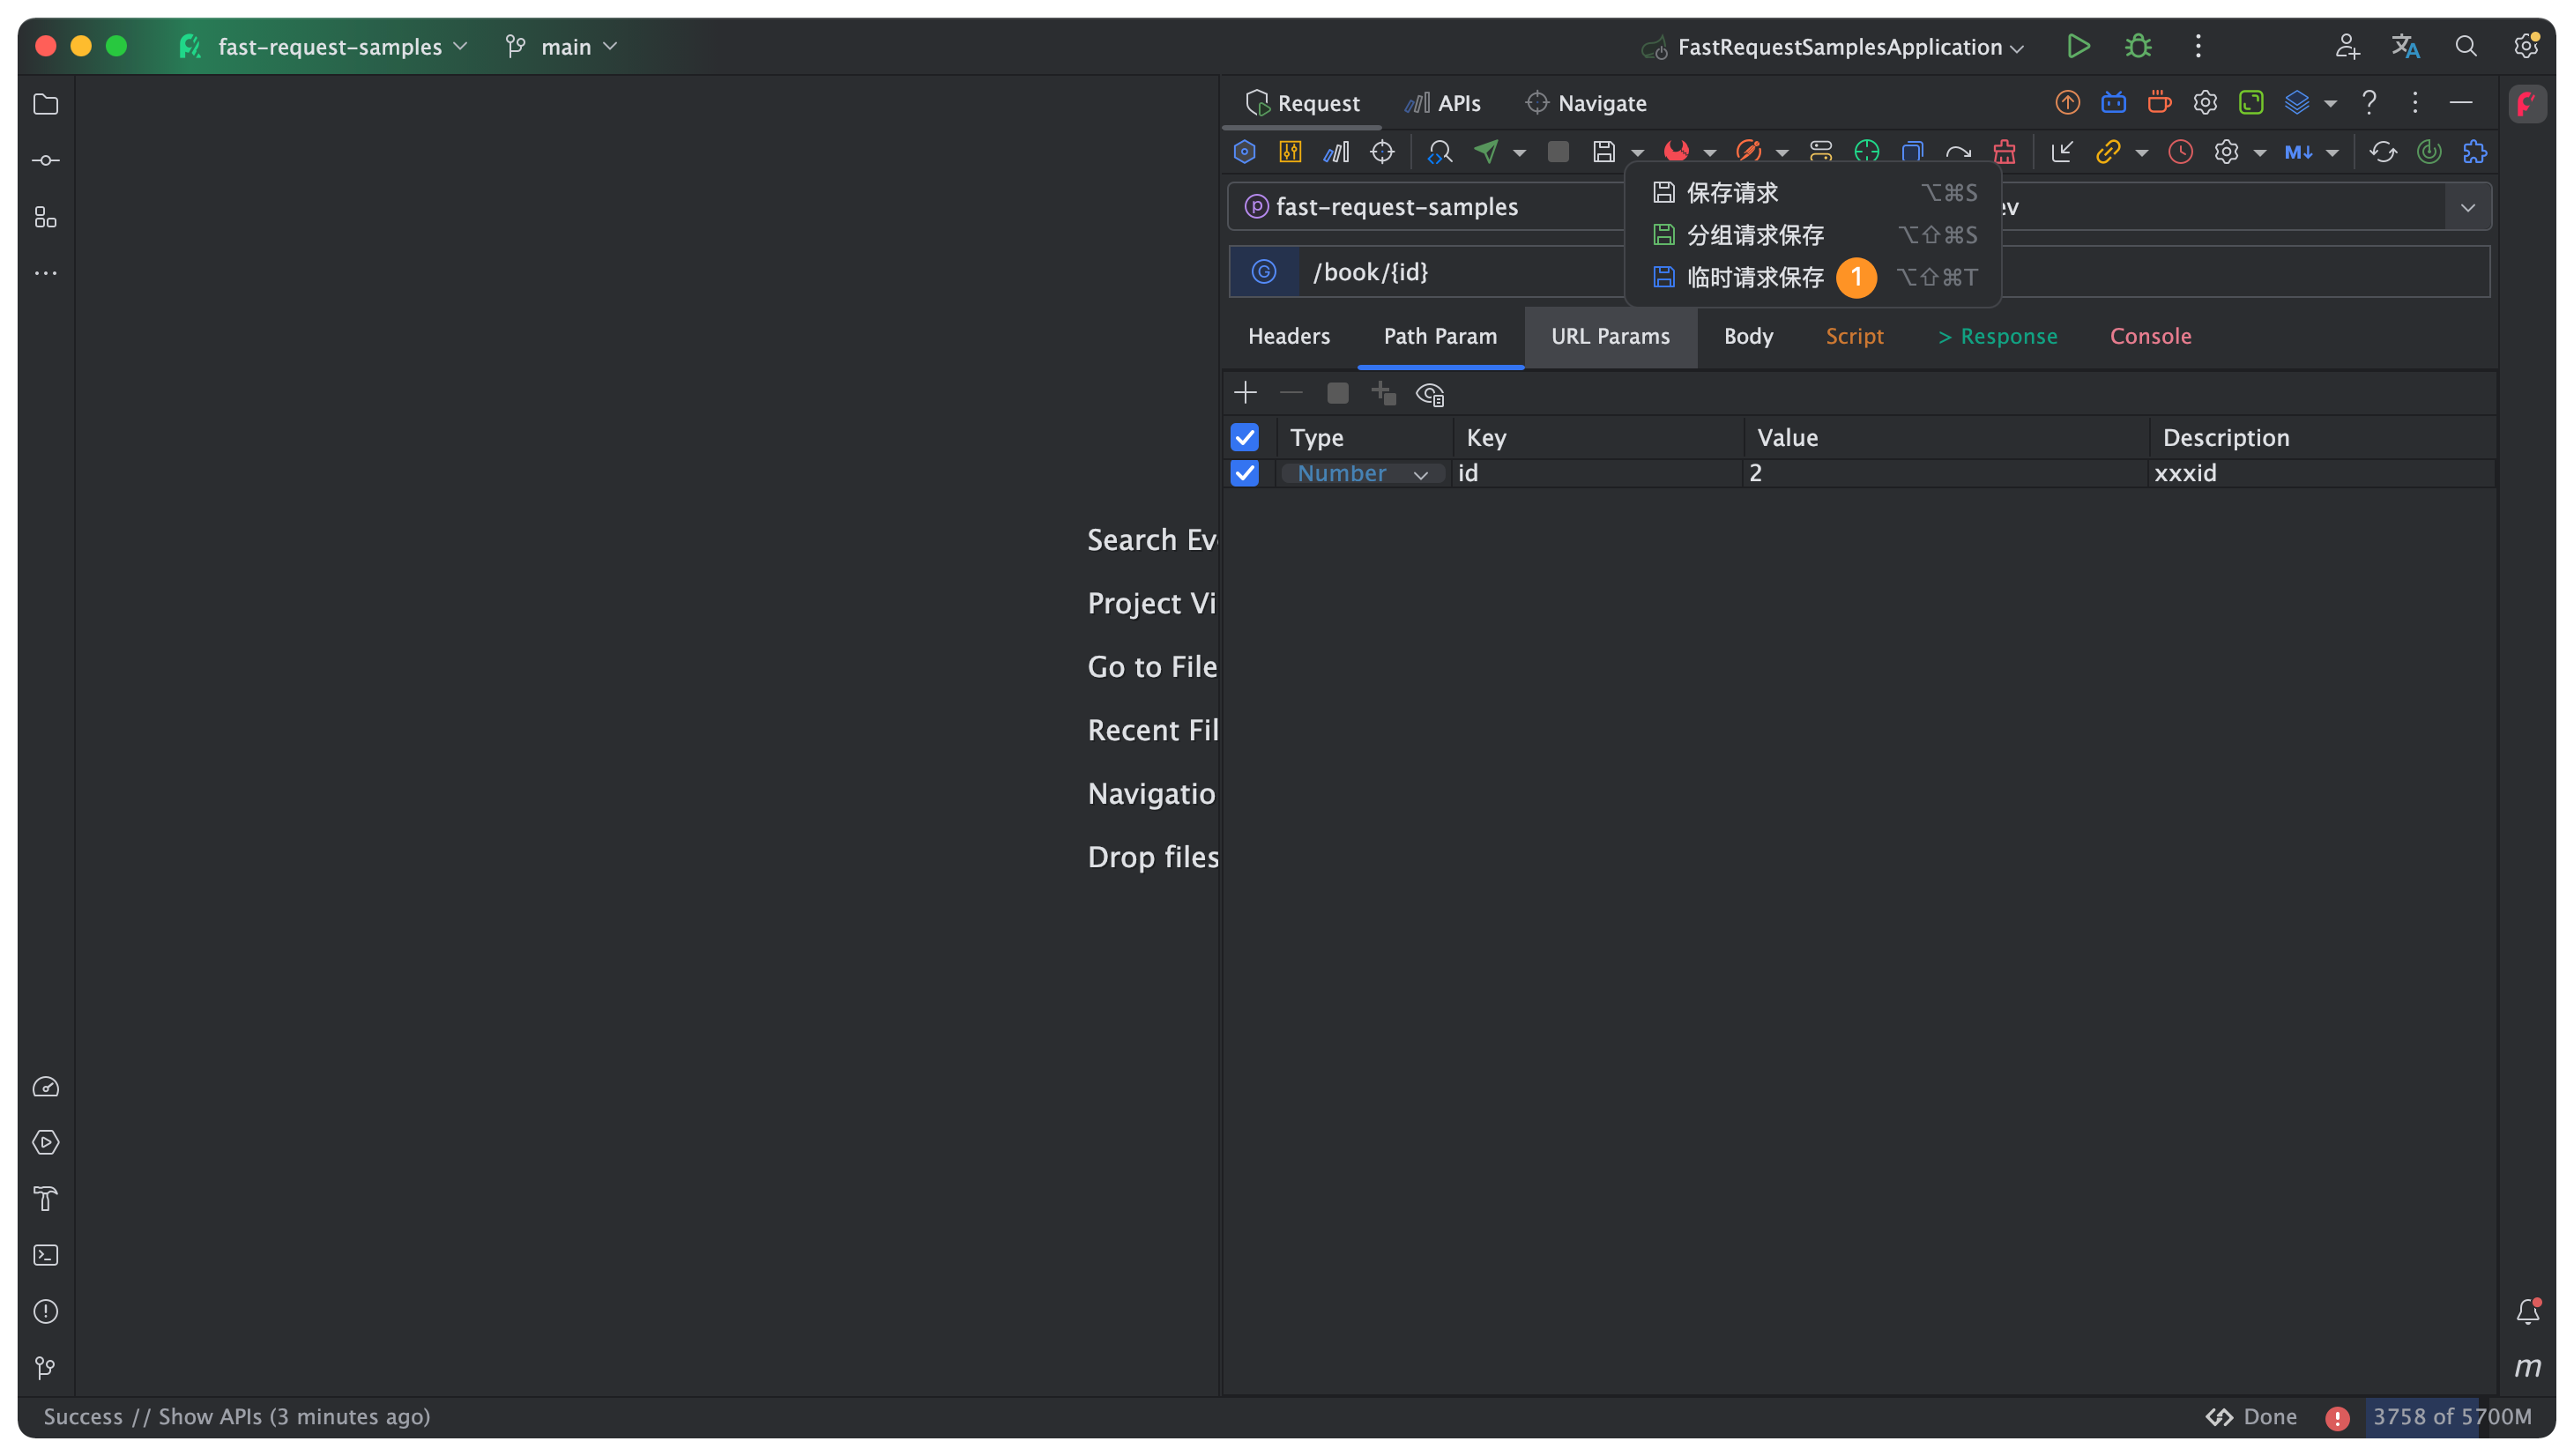 fast-request-samples main FastRequestSamplesApplication
Request APIs Navigate
M↓
fast-request-samples
保存请求 ⌥⌘S
分组请求保存 ⌥⇧⌘S
临时请求保存 1 ⌥⇧⌘T
G /book/{id}
Headers Path Param URL Params Body Script > Response Console
Type Key Value Description
Number id 2 xxxid
Search Ev
Project Vi
Go to File
Recent Fil
Navigatio
Drop files
m
Success // Show APIs (3 minutes ago) Done 3758 of 5700M